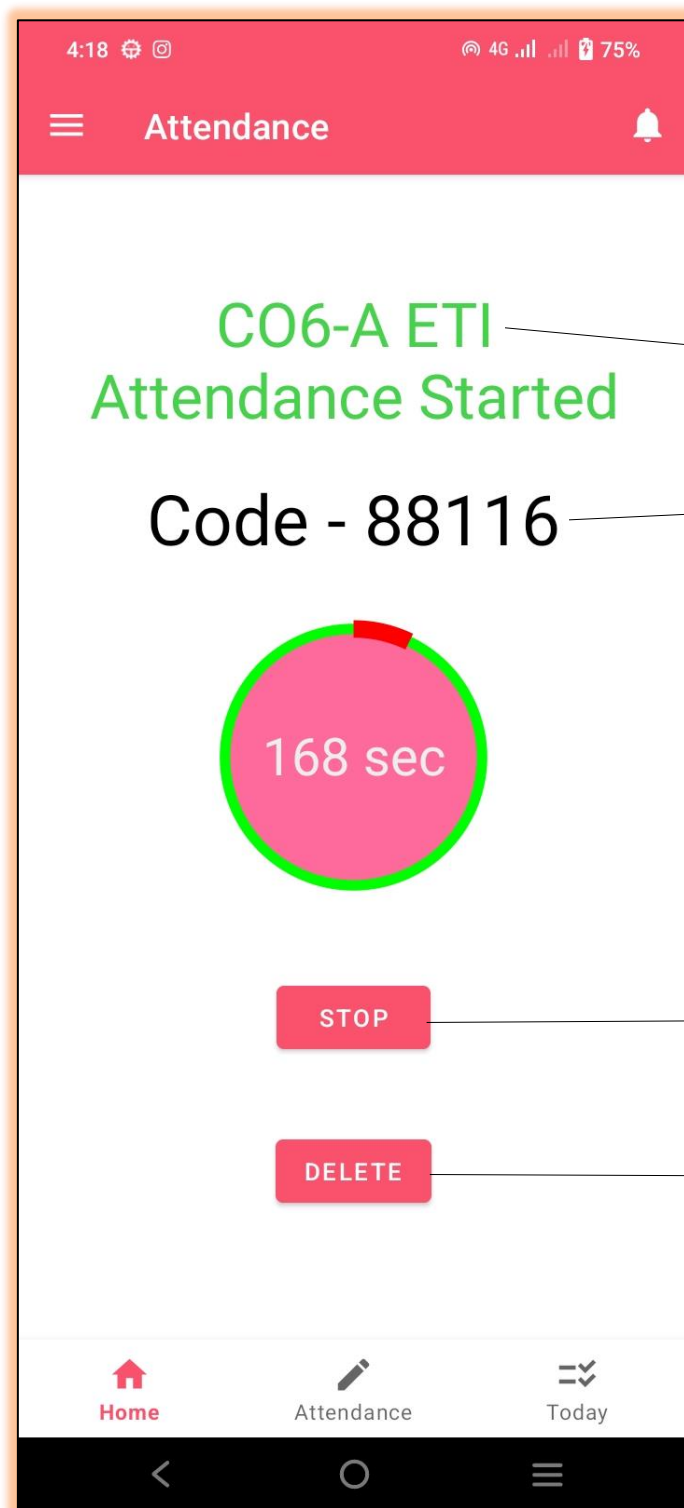 4:18 4G 75%
Attendance
CO6-A ETI
Attendance Started
Code - 88116
168 sec
STOP
DELETE
Home Attendance Today